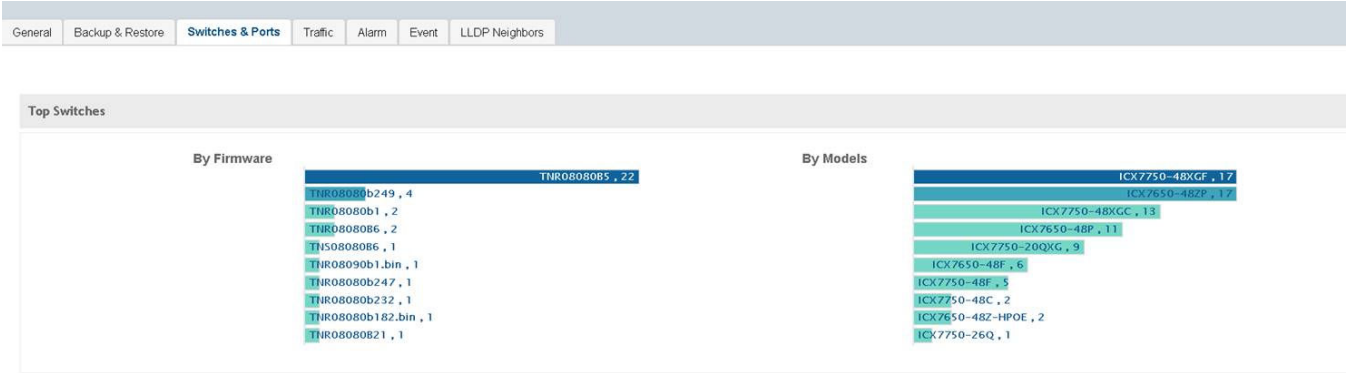 General Backup & Restore Switches & Ports Traffic Alarm Event LLDP Neighbors
Top Switches
By Firmware
TNR08080B5 , 22
TNR08080b249 , 4
TNR08080b1 , 2
TNR08080B6 , 2
TNS08080B6 , 1
TNR08090b1.bin , 1
TNR08080b247 , 1
TNR08080b232 , 1
TNR08080b182.bin , 1
TNR08080B21 , 1
By Models
ICX7750-48XGF , 17
ICX7650-48ZP , 17
ICX7750-48XGC , 13
ICX7650-48P , 11
ICX7750-20QXG , 9
ICX7650-48F , 6
ICX7750-48F , 5
ICX7750-48C , 2
ICX7650-48Z-HPOE , 2
ICX7750-26Q , 1